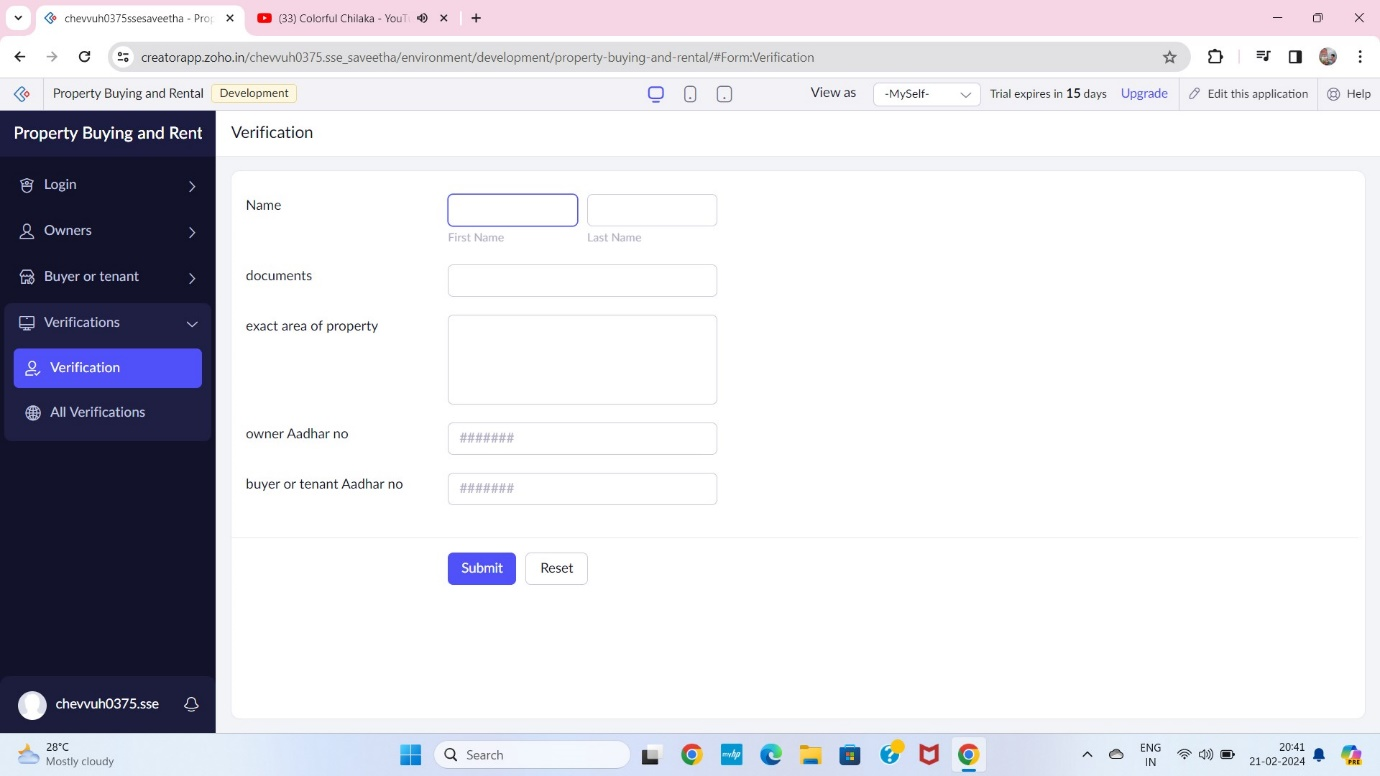 chevvuh0375ssesaveetha - Prop
(33) Colorful Chilaka - YouT
creatorapp.zoho.in/chevvuh0375.sse_saveetha/environment/development/property-buying-and-rental/#Form:Verification
Property Buying and Rental Development View as -MySelf- Trial expires in 15 days Upgrade Edit this application Help
Property Buying and Rent
Verification
Login
Owners
Buyer or tenant
Verifications
Verification
All Verifications
Name
First Name Last Name
documents
exact area of property
owner Aadhar no #######
buyer or tenant Aadhar no #######
Submit Reset
chevvuh0375.sse
28°C
Mostly cloudy
Search
myhp
ENG
IN
20:41
21-02-2024
PRE